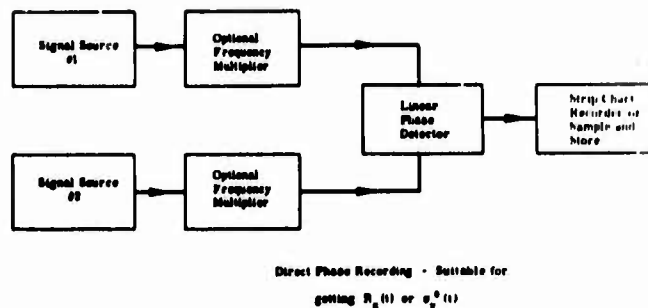 Signal Source
#1
Optional
Frequency
Multiplier
Linear
Phase
Detector
Strip Chart
Recorder or
Sample and
Store
Signal Source
#2
Optional
Frequency
Multiplier
Direct Phase Recording - Suitable for
getting (t) or (t)